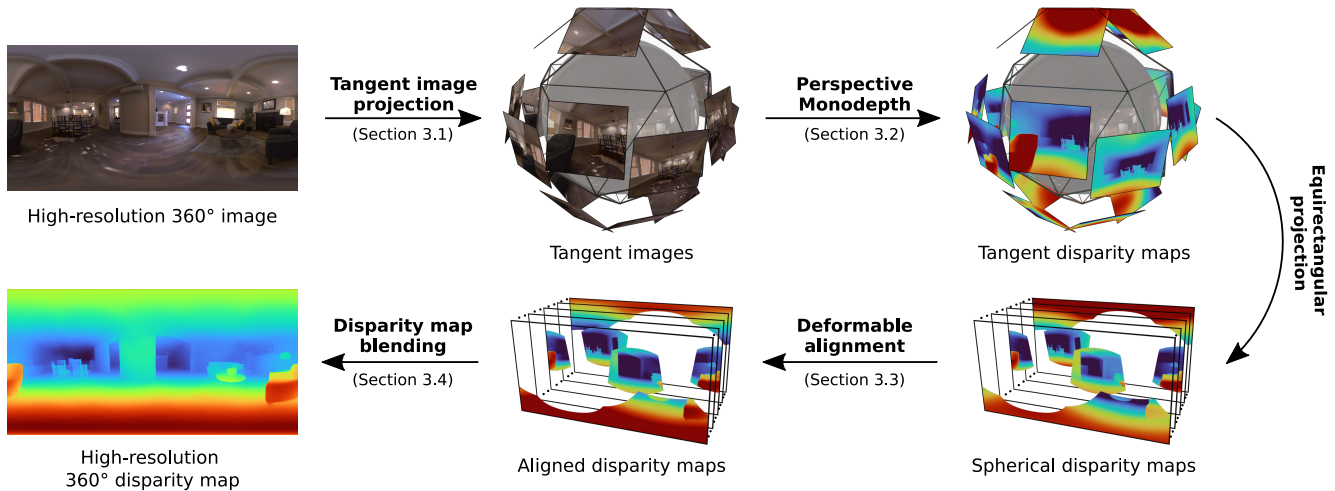 Tangent image
projection
(Section 3.1)
Perspective
Monodepth
(Section 3.2)
High-resolution 360° image
Tangent images
Tangent disparity maps
Equirectangular
projection
Disparity map
blending
(Section 3.4)
Deformable
alignment
(Section 3.3)
High-resolution
360° disparity map
Aligned disparity maps
Spherical disparity maps